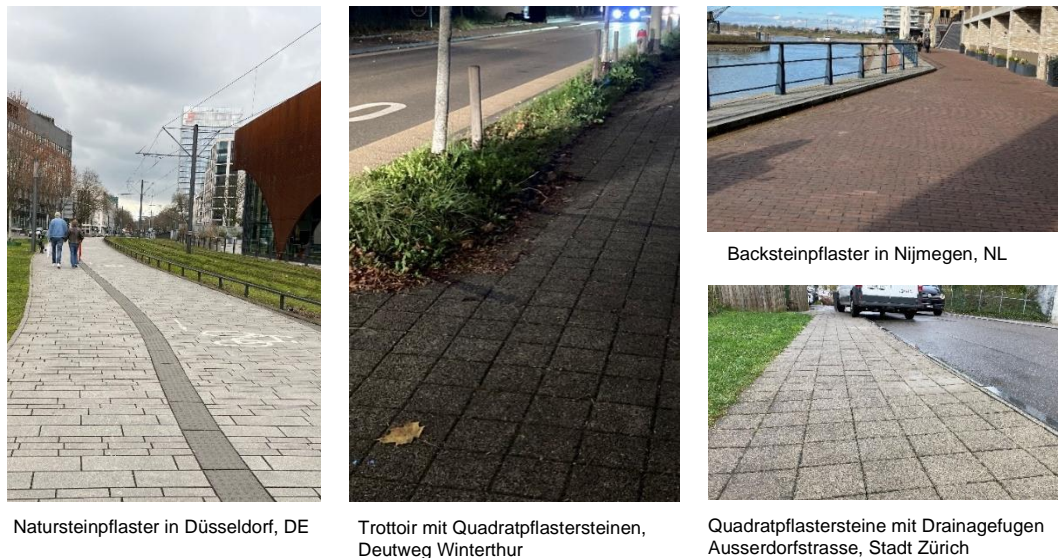 Natursteinpflaster in Düsseldorf, DE
Trottoir mit Quadratpflastersteinen,
Deutweg Winterthur
Backsteinpflaster in Nijmegen, NL
Quadratpflastersteine mit Drainagefugen
Ausserdorfstrasse, Stadt Zürich